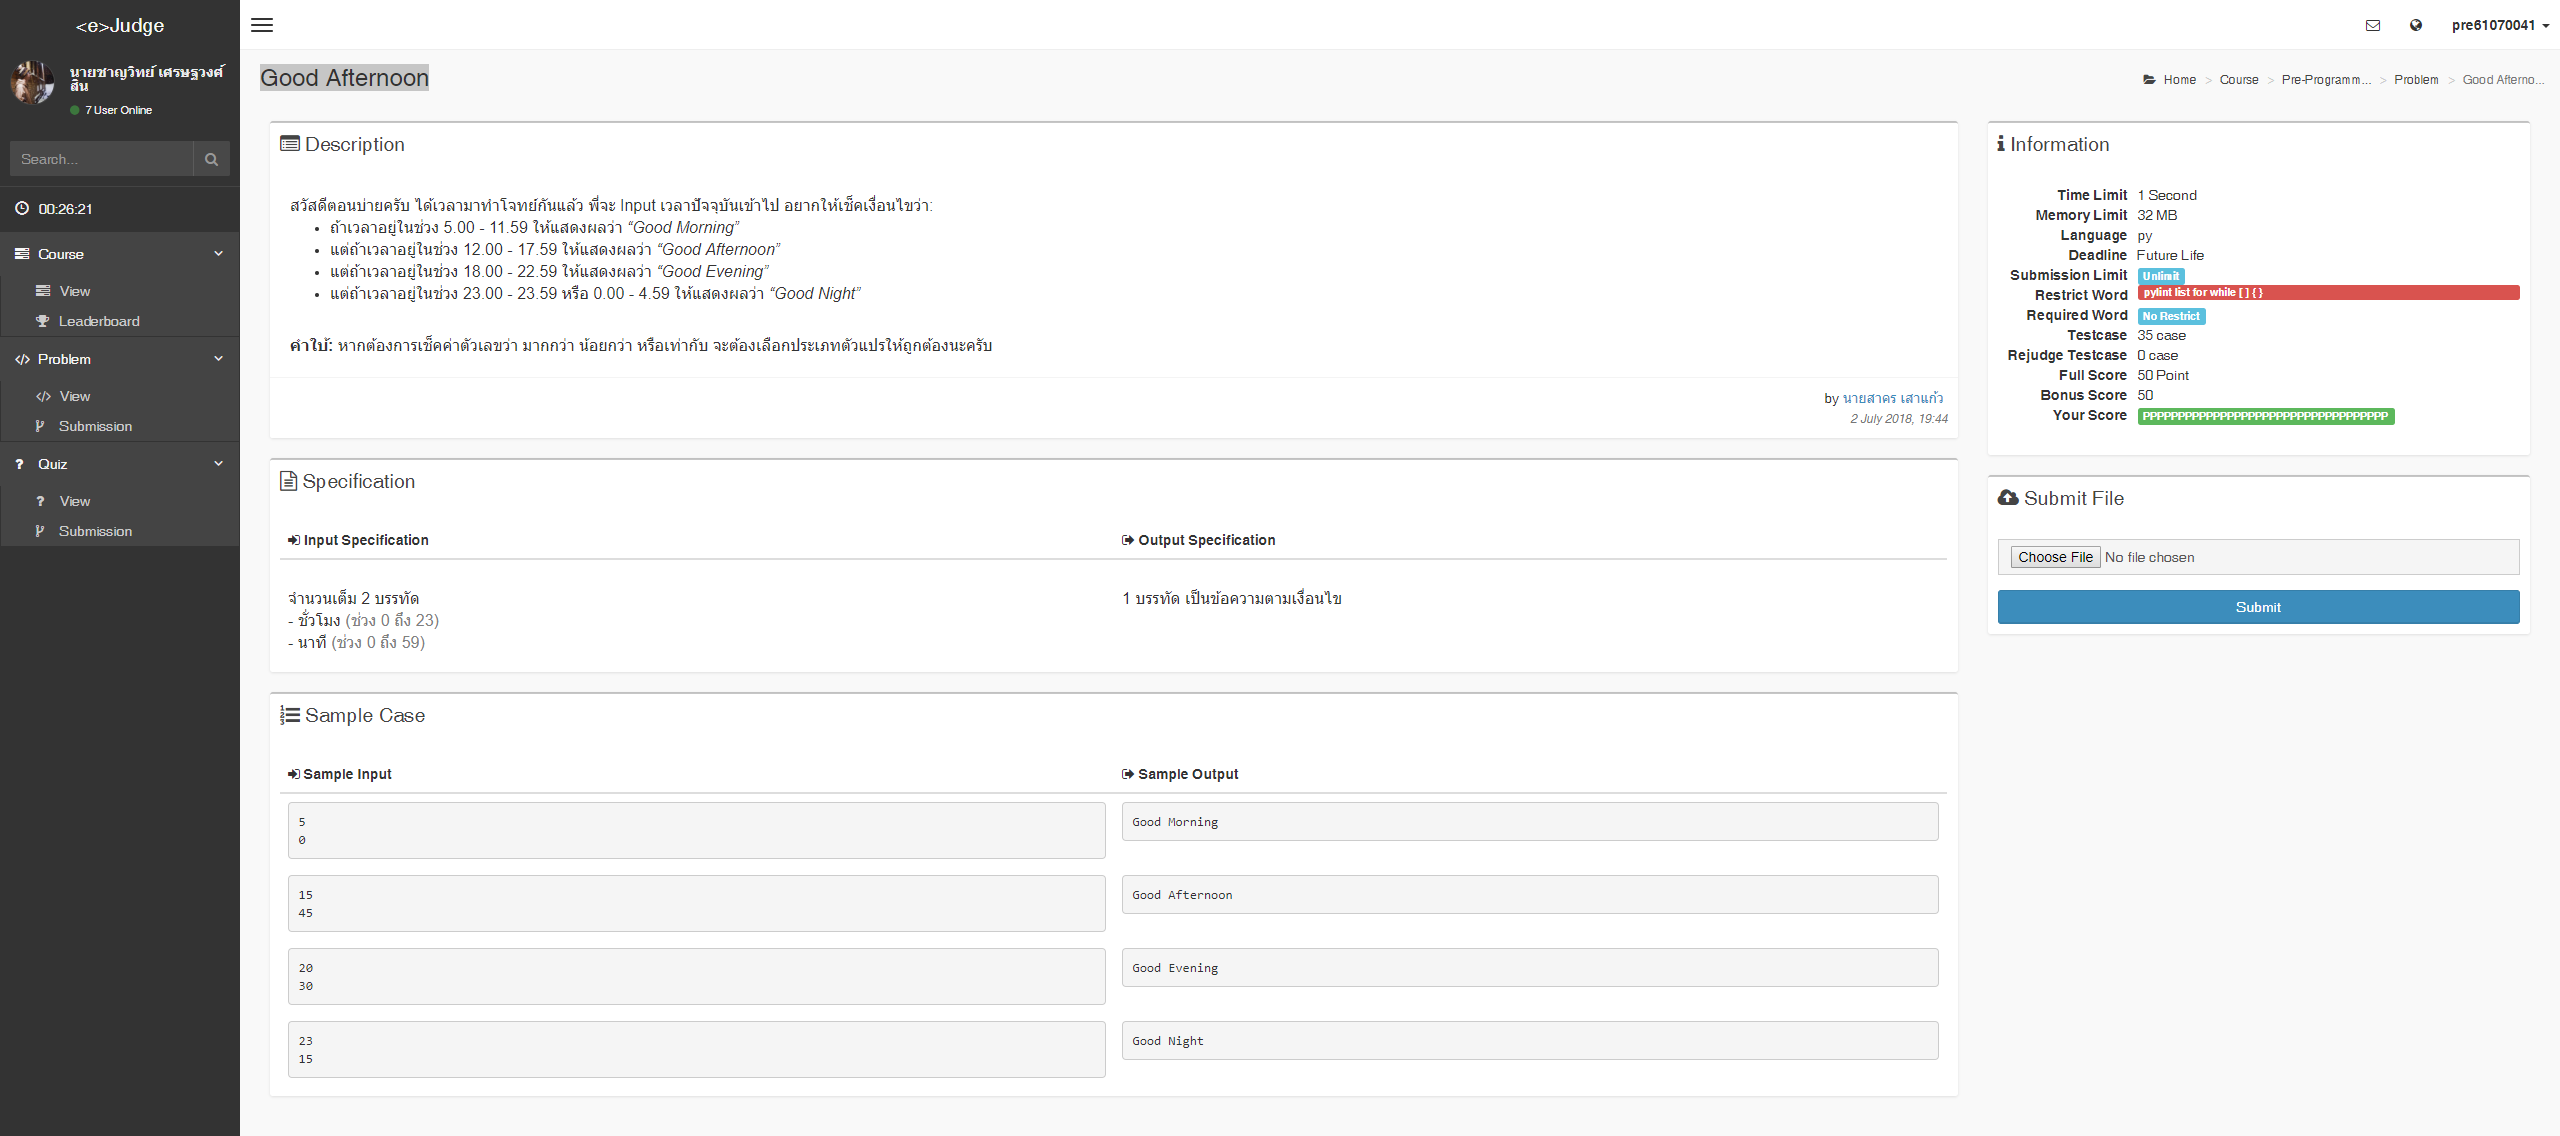 <e>Judge
pre61070041
นายชาญวิทย์ เศรษฐวงศ์
สิน
7 User Online
Search...
00:26:21
Course
View
Leaderboard
Problem
View
Submission
Quiz
View
Submission
Good Afternoon
Home > Course > Pre-Programm... > Problem > Good Afterno...
Description
สวัสดีตอนบ่ายครับ ได้เวลามาทำโจทย์กันแล้ว พี่จะ Input เวลาปัจจุบันเข้าไป อยากให้เช็คเงื่อนไขว่า:
• ถ้าเวลาอยู่ในช่วง 5.00 - 11.59 ให้แสดงผลว่า “Good Morning”
• แต่ถ้าเวลาอยู่ในช่วง 12.00 - 17.59 ให้แสดงผลว่า “Good Afternoon”
• แต่ถ้าเวลาอยู่ในช่วง 18.00 - 22.59 ให้แสดงผลว่า “Good Evening”
• แต่ถ้าเวลาอยู่ในช่วง 23.00 - 23.59 หรือ 0.00 - 4.59 ให้แสดงผลว่า “Good Night”
คำใบ้: หากต้องการเช็คค่าตัวเลขว่า มากกว่า น้อยกว่า หรือเท่ากับ จะต้องเลือกประเภทตัวแปรให้ถูกต้องนะครับ
by นายสาคร เสาแก้ว
2 July 2018, 19:44
Specification
Input Specification
จำนวนเต็ม 2 บรรทัด
- ชั่วโมง (ช่วง 0 ถึง 23)
- นาที (ช่วง 0 ถึง 59)
Output Specification
1 บรรทัด เป็นข้อความตามเงื่อนไข
Sample Case
Sample Input
Sample Output
5
0
Good Morning
15
45
Good Afternoon
20
30
Good Evening
23
15
Good Night
Information
Time Limit 1 Second
Memory Limit 32 MB
Language py
Deadline Future Life
Submission Limit Unlimit
Restrict Word pylint list for while [ ] { }
Required Word No Restrict
Testcase 35 case
Rejudge Testcase 0 case
Full Score 50 Point
Bonus Score 50
Your Score PPPPPPPPPPPPPPPPPPPPPPPPPPPPPPPPPPP
Submit File
Choose File No file chosen
Submit